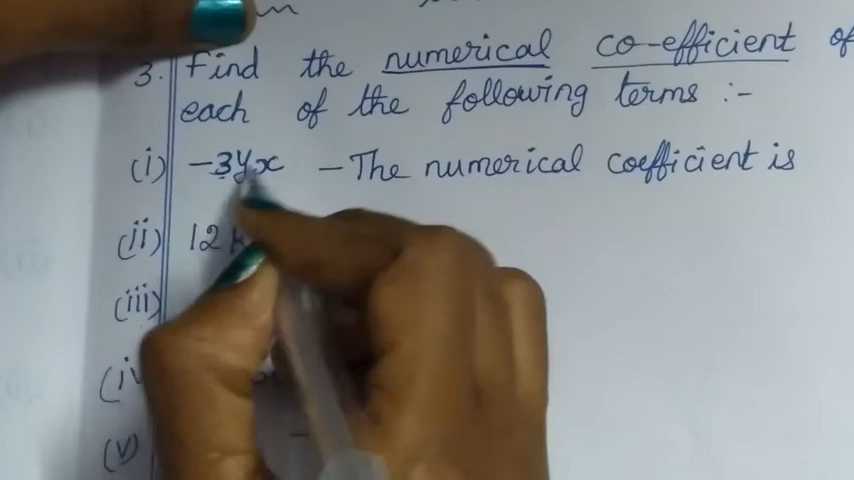 3. Find the numerical co-efficient of
each of the following terms :-
(i) -3yx - The numerical coefficient is
(ii) 12
(iii)
(iv
(v)